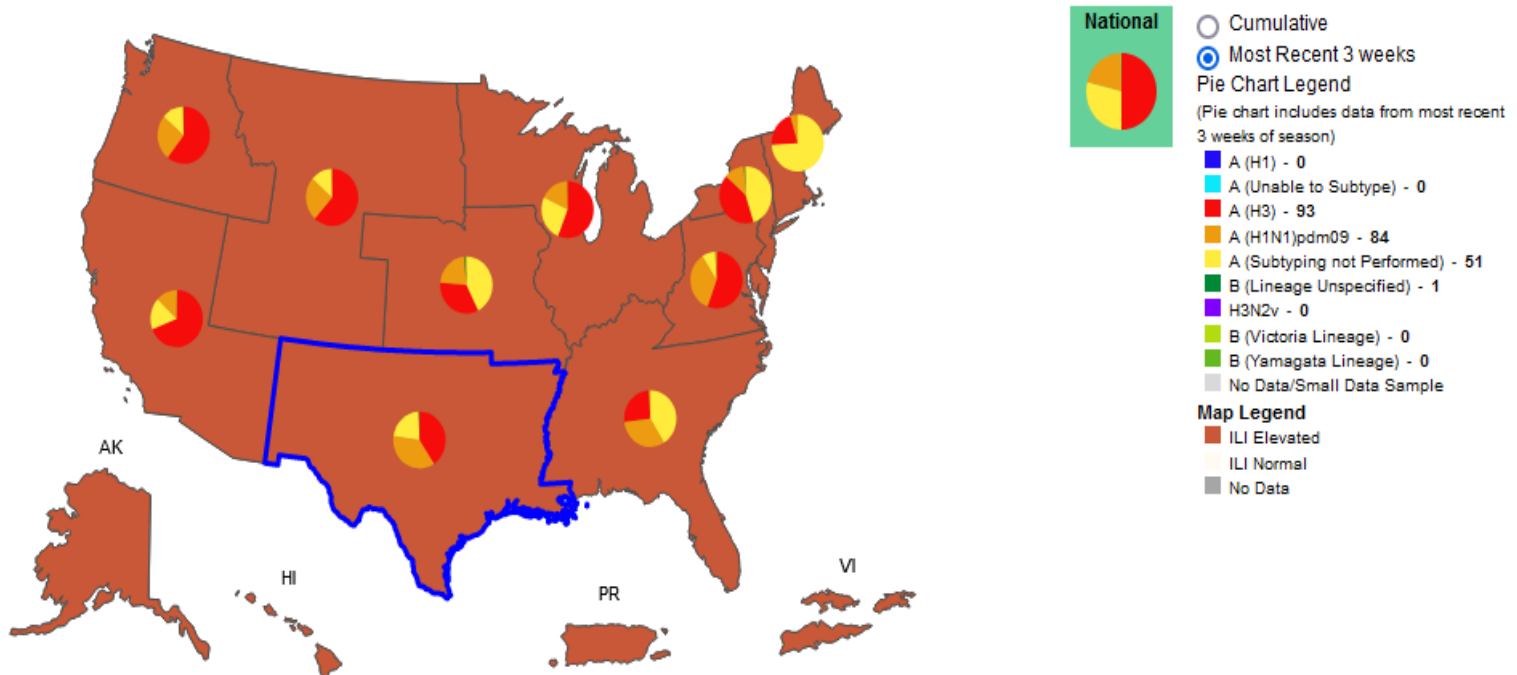 National
Cumulative
Most Recent 3 weeks
Pie Chart Legend
(Pie chart includes data from most recent
3 weeks of season)
A (H1) - 0
A (Unable to Subtype) - 0
A (H3) - 93
A (H1N1)pdm09 - 84
A (Subtyping not Performed) - 51
B (Lineage Unspecified) - 1
H3N2v - 0
B (Victoria Lineage) - 0
B (Yamagata Lineage) - 0
No Data/Small Data Sample
Map Legend
ILI Elevated
ILI Normal
No Data
AK
HI
PR
VI